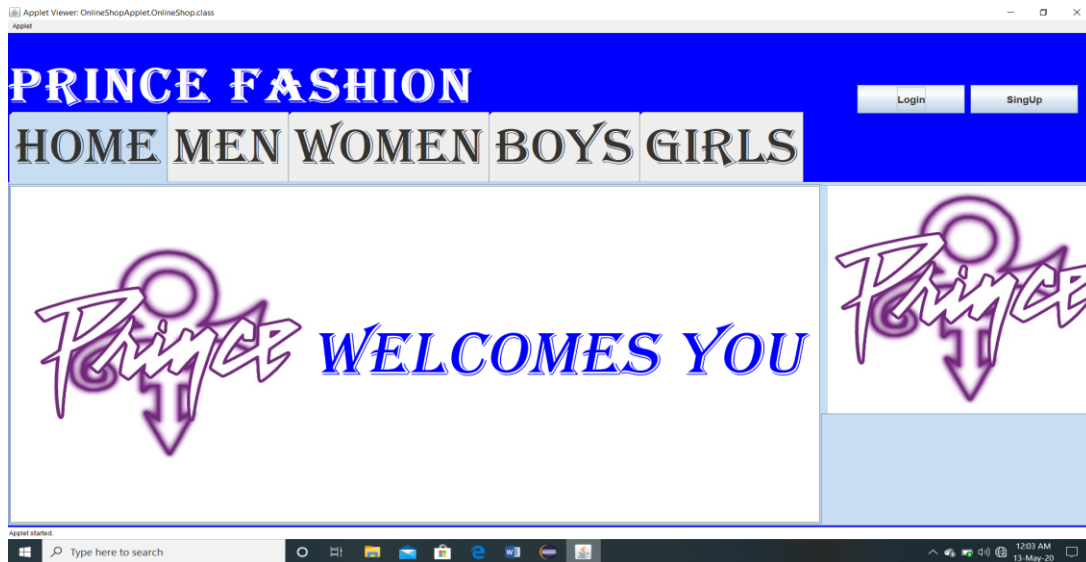 Applet Viewer: OnlineShopApplet.OnlineShop.class
Applet
PRINCE FASHION
Login SingUp
HOME MEN WOMEN BOYS GIRLS
Prince WELCOMES YOU
Prince
Applet started.
Type here to search
12:03 AM
13-May-20